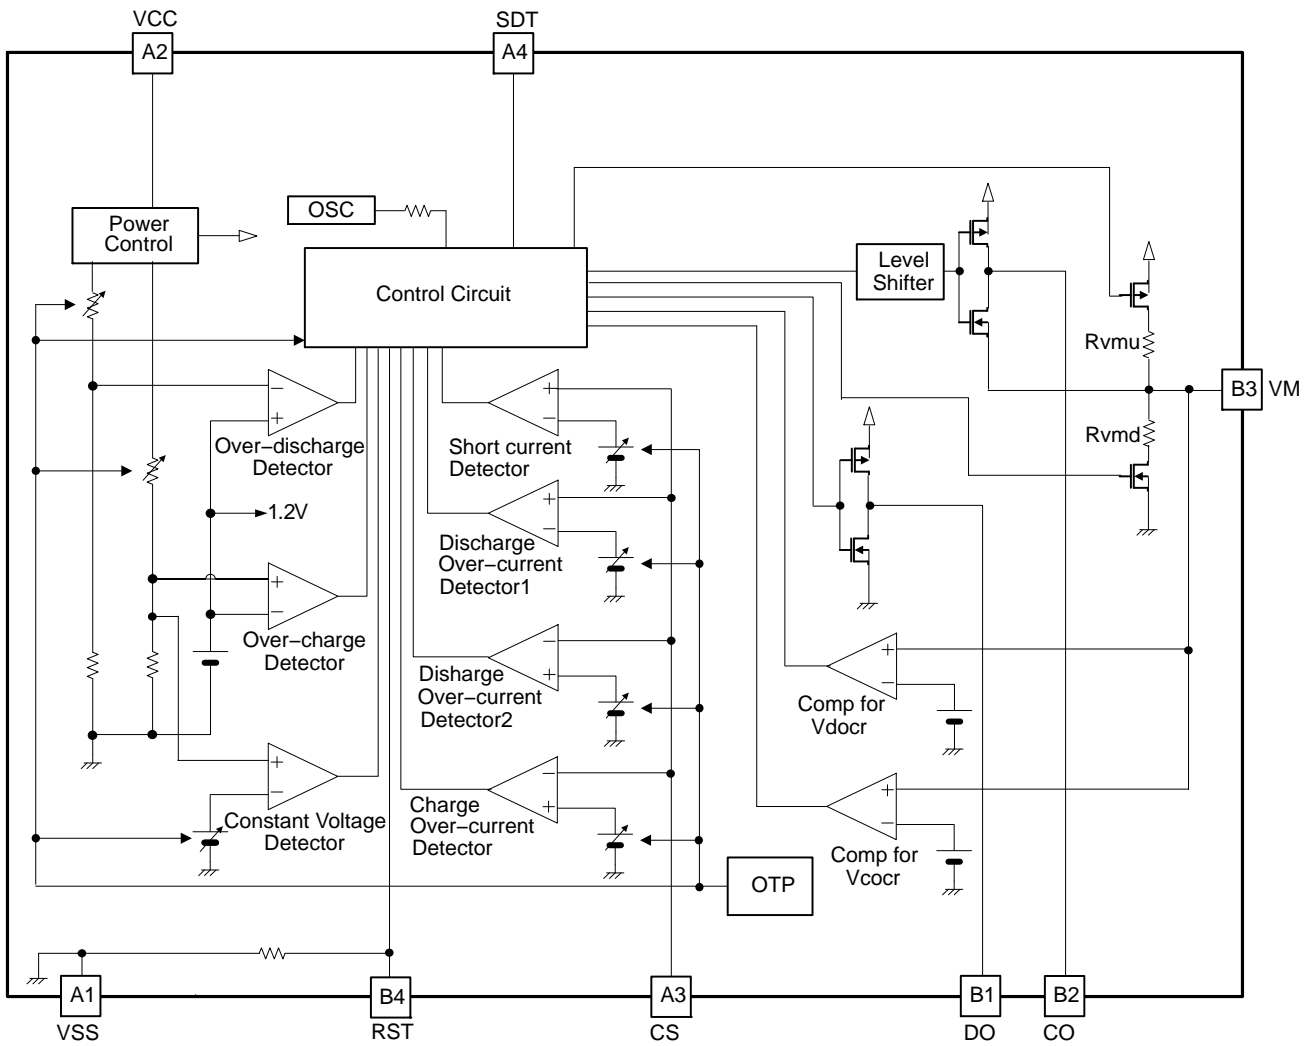 VCC
SDT
A2
A4
Power
Control
OSC
Control Circuit
Level
Shifter
Rvmu
B3 VM
Rvmd
−
+
Over−discharge
Detector
1.2V
+
−
Over−charge
Detector
+
−
Constant Voltage
Detector
+
−
Short current
Detector
+
−
Discharge
Over−current
Detector1
−
+
Disharge
Over−current
Detector2
−
+
Charge
Over−current
Detector
+
−
Comp for
Vdocr
+
−
Comp for
Vcocr
OTP
A1
B4
A3
B1
B2
VSS
RST
CS
DO
CO